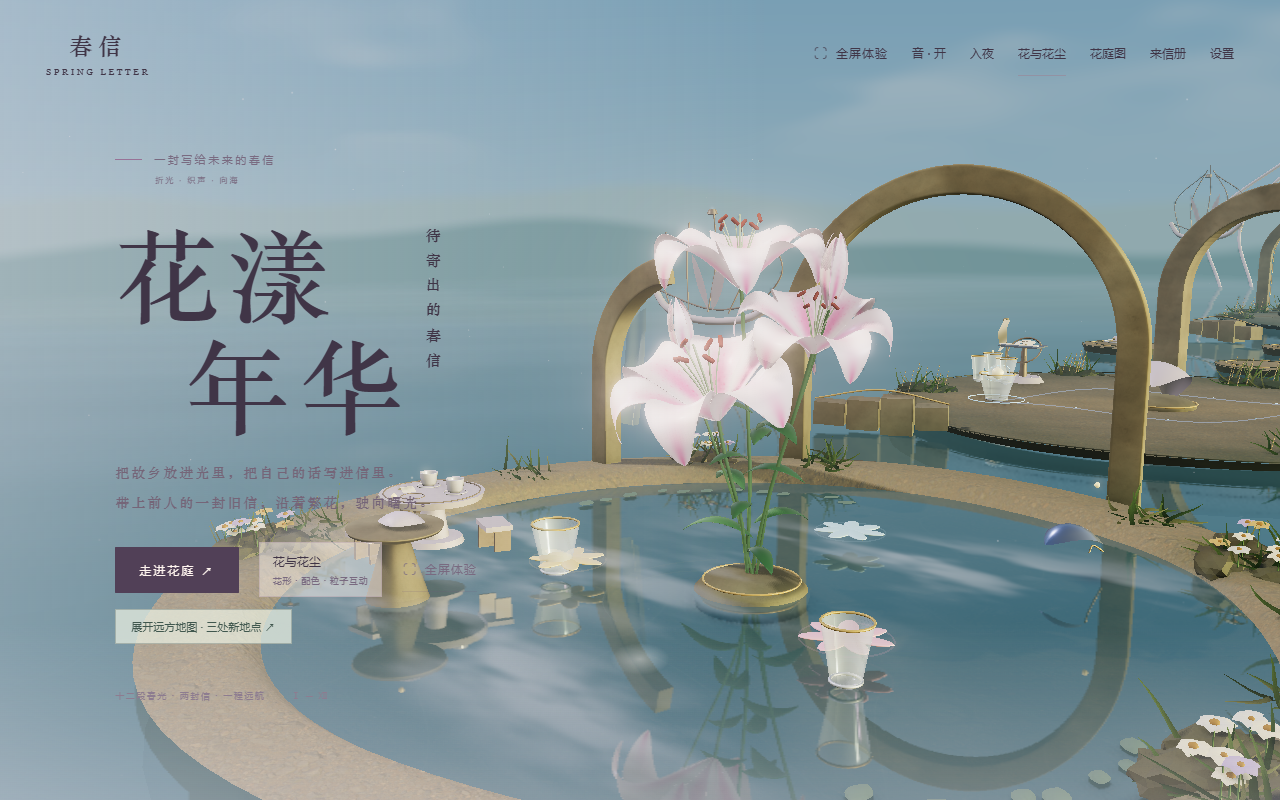 春信
SPRING LETTER
全屏体验
音·开
入夜
花与花尘
花庭图
来信册
设置
一封写给未来的春信
折光 · 织声 · 向海
花漾
年华
待寄出的春信
把故乡放进光里，把自己的话写进信里。
带上前人的一封旧信，沿着繁花，驶向曙光。
走进花庭 ↗
花与花尘
花形 · 配色 · 粒子互动
全屏体验
展开远方地图 · 三处新地点 ↗
十二段春光 · 两封信 · 一程远航